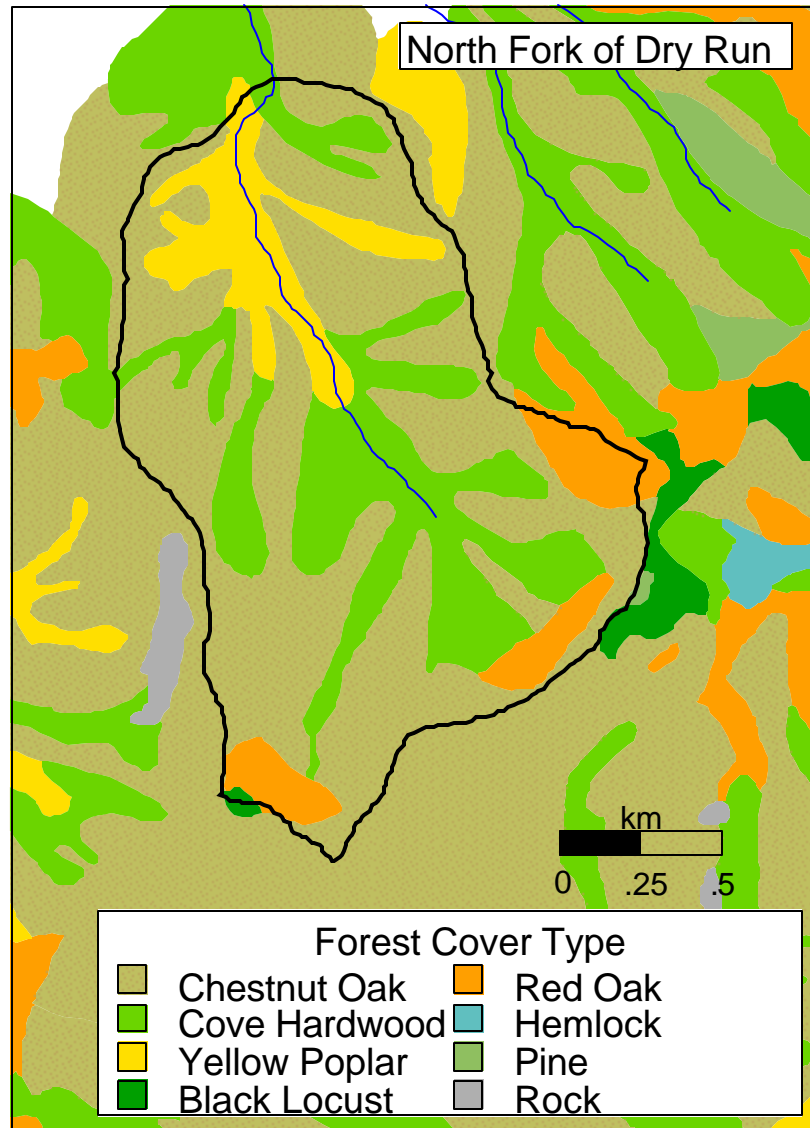 North Fork of Dry Run
km
0 .25 .5
Forest Cover Type
Chestnut Oak Red Oak
Cove Hardwood Hemlock
Yellow Poplar Pine
Black Locust Rock